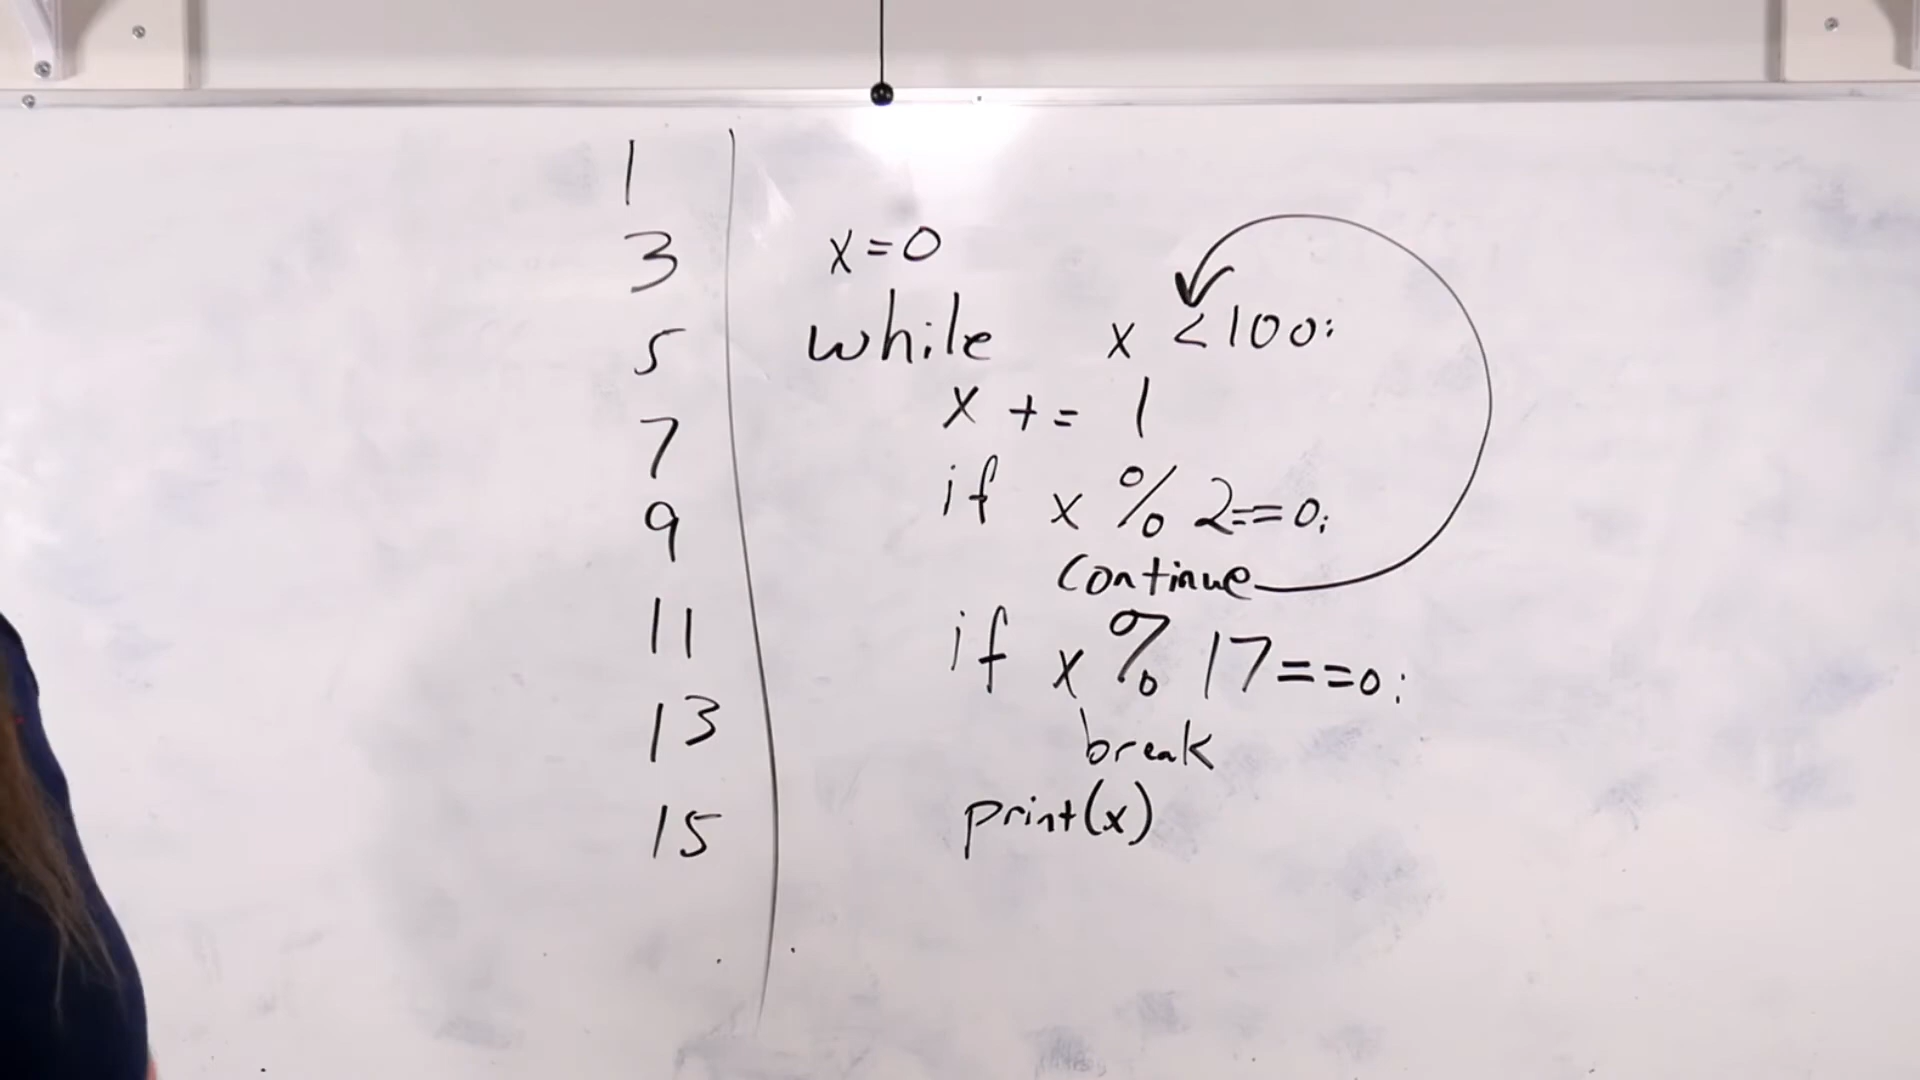 1
3
5
7
9
11
13
15
x=0
while x <100:
x += 1
if x % 2==0:
continue
if x % 17==0:
break
print(x)